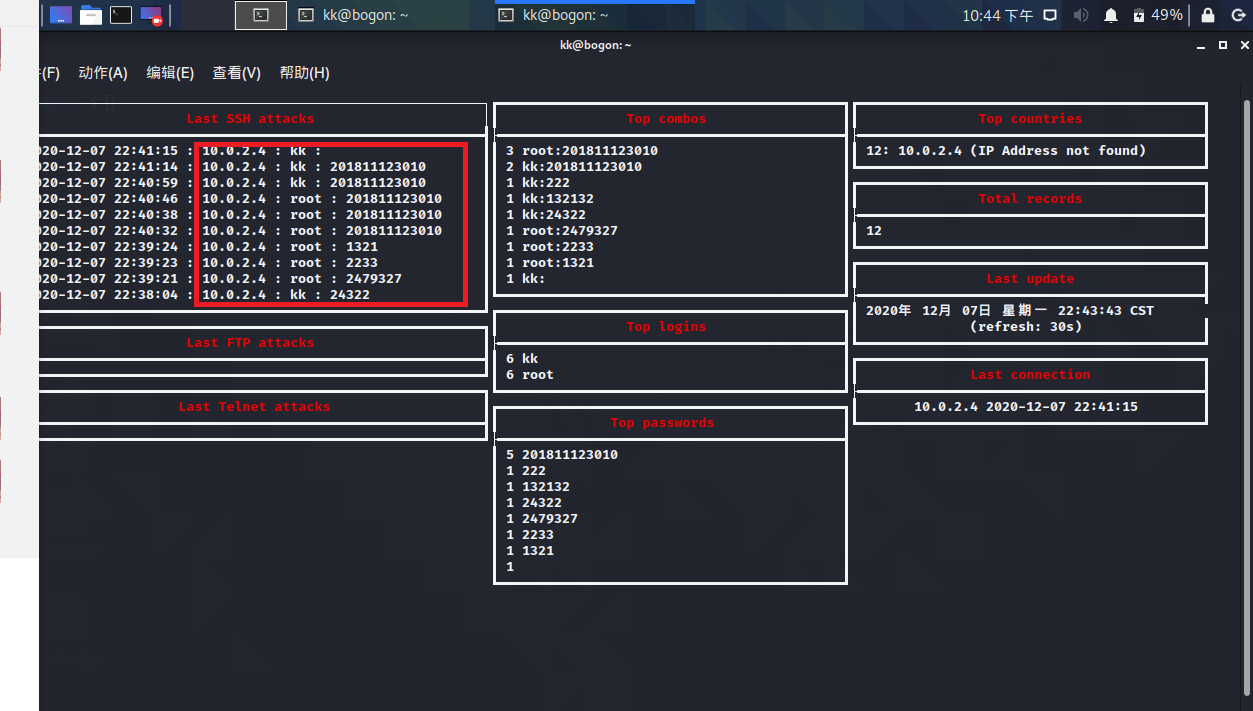 kk@bogon: ~
kk@bogon: ~
10:44 下午
49%
kk@bogon: ~
(F) 动作(A) 编辑(E) 查看(V) 帮助(H)
Last SSH attacks
020-12-07 22:41:15 : 10.0.2.4 : kk :
020-12-07 22:41:14 : 10.0.2.4 : kk : 201811123010
020-12-07 22:40:59 : 10.0.2.4 : kk : 201811123010
020-12-07 22:40:46 : 10.0.2.4 : root : 201811123010
020-12-07 22:40:38 : 10.0.2.4 : root : 201811123010
020-12-07 22:40:32 : 10.0.2.4 : root : 201811123010
020-12-07 22:39:24 : 10.0.2.4 : root : 1321
020-12-07 22:39:23 : 10.0.2.4 : root : 2233
020-12-07 22:39:21 : 10.0.2.4 : root : 2479327
020-12-07 22:38:04 : 10.0.2.4 : kk : 24322
Last FTP attacks
Last Telnet attacks
Top combos
3 root:201811123010
2 kk:201811123010
1 kk:222
1 kk:132132
1 kk:24322
1 root:2479327
1 root:2233
1 root:1321
1 kk:
Top logins
6 kk
6 root
Top passwords
5 201811123010
1 222
1 132132
1 24322
1 2479327
1 2233
1 1321
1
Top countries
12: 10.0.2.4 (IP Address not found)
Total records
12
Last update
2020年 12月 07日 星期一 22:43:43 CST
(refresh: 30s)
Last connection
10.0.2.4 2020-12-07 22:41:15